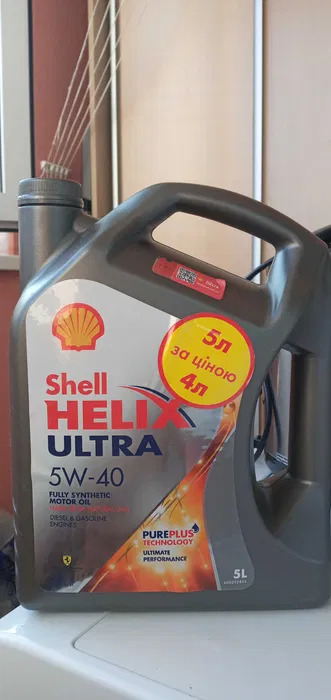 5л
за ціною
4л
Shell
HELIX
ULTRA
5W-40
FULLY SYNTHETIC
MOTOR OIL
DIESEL & GASOLINE
ENGINES
PUREPLUS
TECHNOLOGY
ULTIMATE
PERFORMANCE
5L